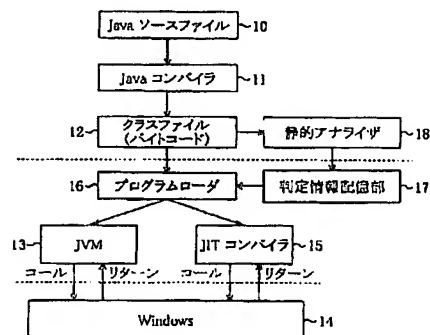 Java ソースファイル 10
Java コンパイラ 11
12 クラスファイル
(バイトコード)
静的アナライザ 18
16 プログラムローダ
判定情報記憶部 17
13 JVM
JIT コンパイラ 15
コール リターン コール リターン
Windows 14